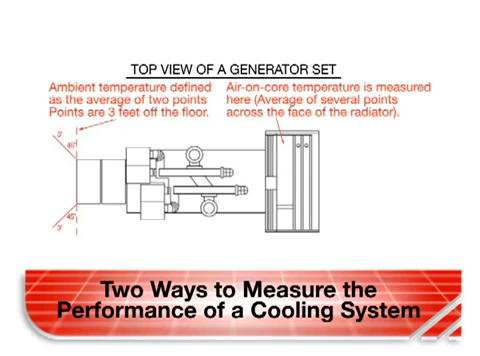 TOP VIEW OF A GENERATOR SET
Ambient temperature defined
as the average of two points
Points are 3 feet off the floor.
Air-on-core temperature is measured
here (Average of several points
across the face of the radiator).
3'
45°
45°
3'
Two Ways to Measure the
Performance of a Cooling System